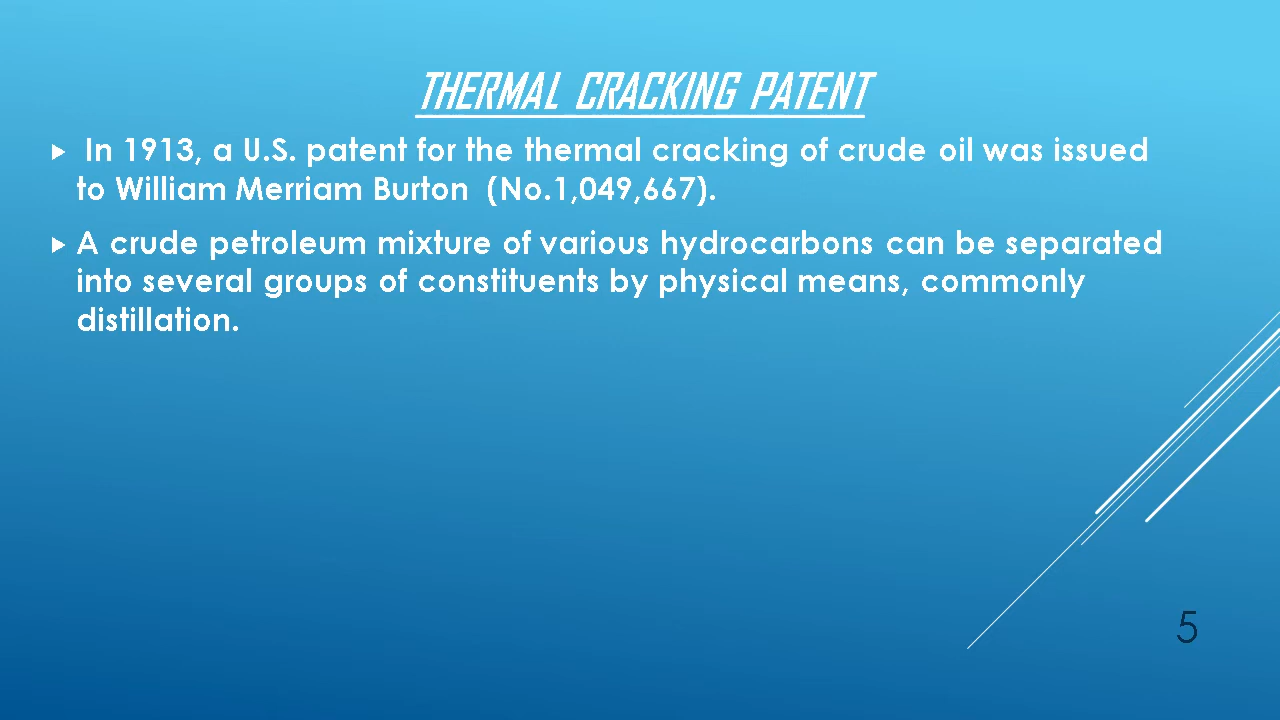 THERMAL CRACKING PATENT
In 1913, a U.S. patent for the thermal cracking of crude oil was issued
to William Merriam Burton (No.1,049,667).
A crude petroleum mixture of various hydrocarbons can be separated
into several groups of constituents by physical means, commonly
distillation.
5